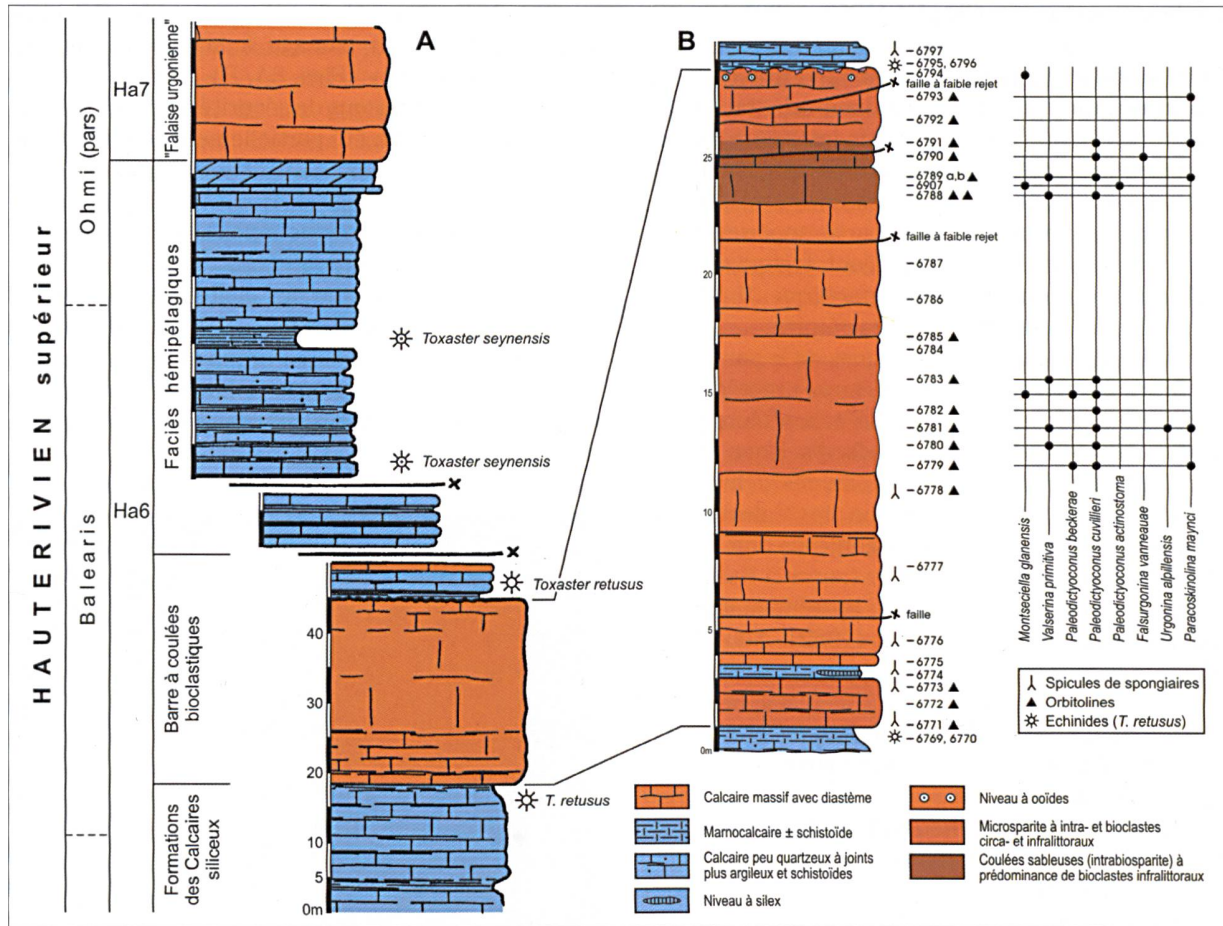 A
B
HAUTERIVIEN supérieur
Ohmi (pars)
Balearis
Ha7
Ha6
"Falaise urgonienne"
Faciès hémipélagiques
Barre à coulées
bioclastiques
Formations
des Calcaires
siliceux
Toxaster seynensis
Toxaster seynensis
Toxaster retusus
T. retusus
40
30
20
10
5
0m
25
20
15
10
5
0m
6797
6795, 6796
6794
faille à faible rejet
6793
6792
6791
6790
6789 a,b
6907
6788
faille à faible rejet
6787
6786
6785
6784
6783
6782
6781
6780
6779
6778
6777
faille
6776
6775
6774
6773
6772
6771
6769, 6770
Montseciella glanensis
Valserina primitiva
Paleodictyoconus beckerae
Paleodictyoconus cuvillieri
Paleodictyoconus actinostoma
Falsurgonina vanneauae
Urgonina alpillensis
Paracoskinolina maynci
Spicules de spongiaires
Orbitolines
Echinides (T. retusus)
Calcaire massif avec diastème
Marnocalcaire ± schistoïde
Calcaire peu quartzeux à joints
plus argileux et schistoïdes
Niveau à silex
Niveau à ooïdes
Microsparite à intra- et bioclastes
circa- et infralittoraux
Coulées sableuses (intrabiosparite) à
prédominance de bioclastes infralittoraux